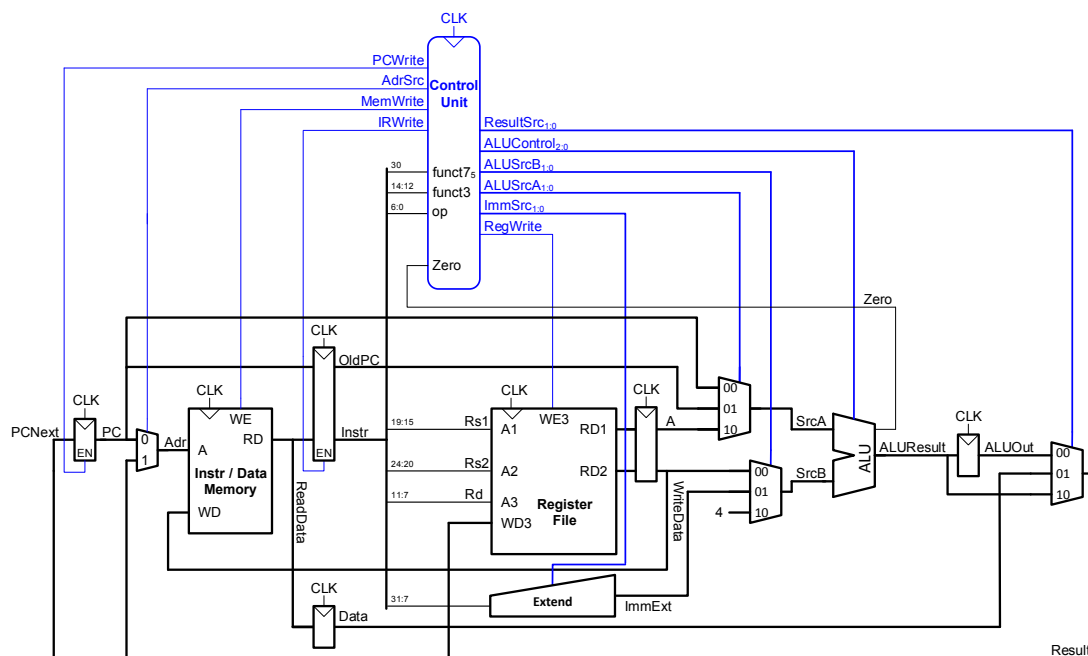 CLK
PCWrite
AdrSrc
MemWrite
IRWrite
Control
Unit
ResultSrc1:0
ALUControl2:0
ALUSrcB1:0
ALUSrcA1:0
ImmSrc1:0
RegWrite
30
funct75
14:12
funct3
6:0
op
Zero
Zero
CLK
OldPC
CLK
CLK
CLK
CLK
CLK
PCNext
PC
EN
0
1
Adr
A
WE
RD
Instr / Data
Memory
WD
ReadData
Instr
EN
19:15
Rs1
A1
WE3
RD1
A
24:20
Rs2
A2
RD2
11:7
Rd
A3
Register
File
WD3
WriteData
00
01
10
SrcA
00
01
10
4
SrcB
ALU
ALUResult
CLK
ALUOut
00
01
10
31:7
Extend
ImmExt
CLK
Data
Result